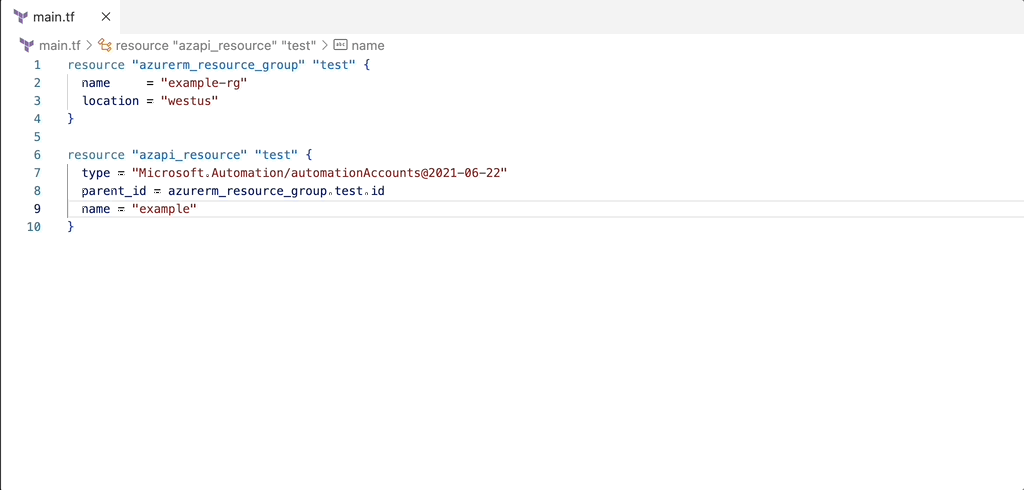 main.tf ×
main.tf > resource "azapi_resource" "test" > abc name
1 resource "azurerm_resource_group" "test" {
2   name     = "example-rg"
3   location = "westus"
4 }
5
6 resource "azapi_resource" "test" {
7   type = "Microsoft.Automation/automationAccounts@2021-06-22"
8   parent_id = azurerm_resource_group.test.id
9   name = "example"
10 }